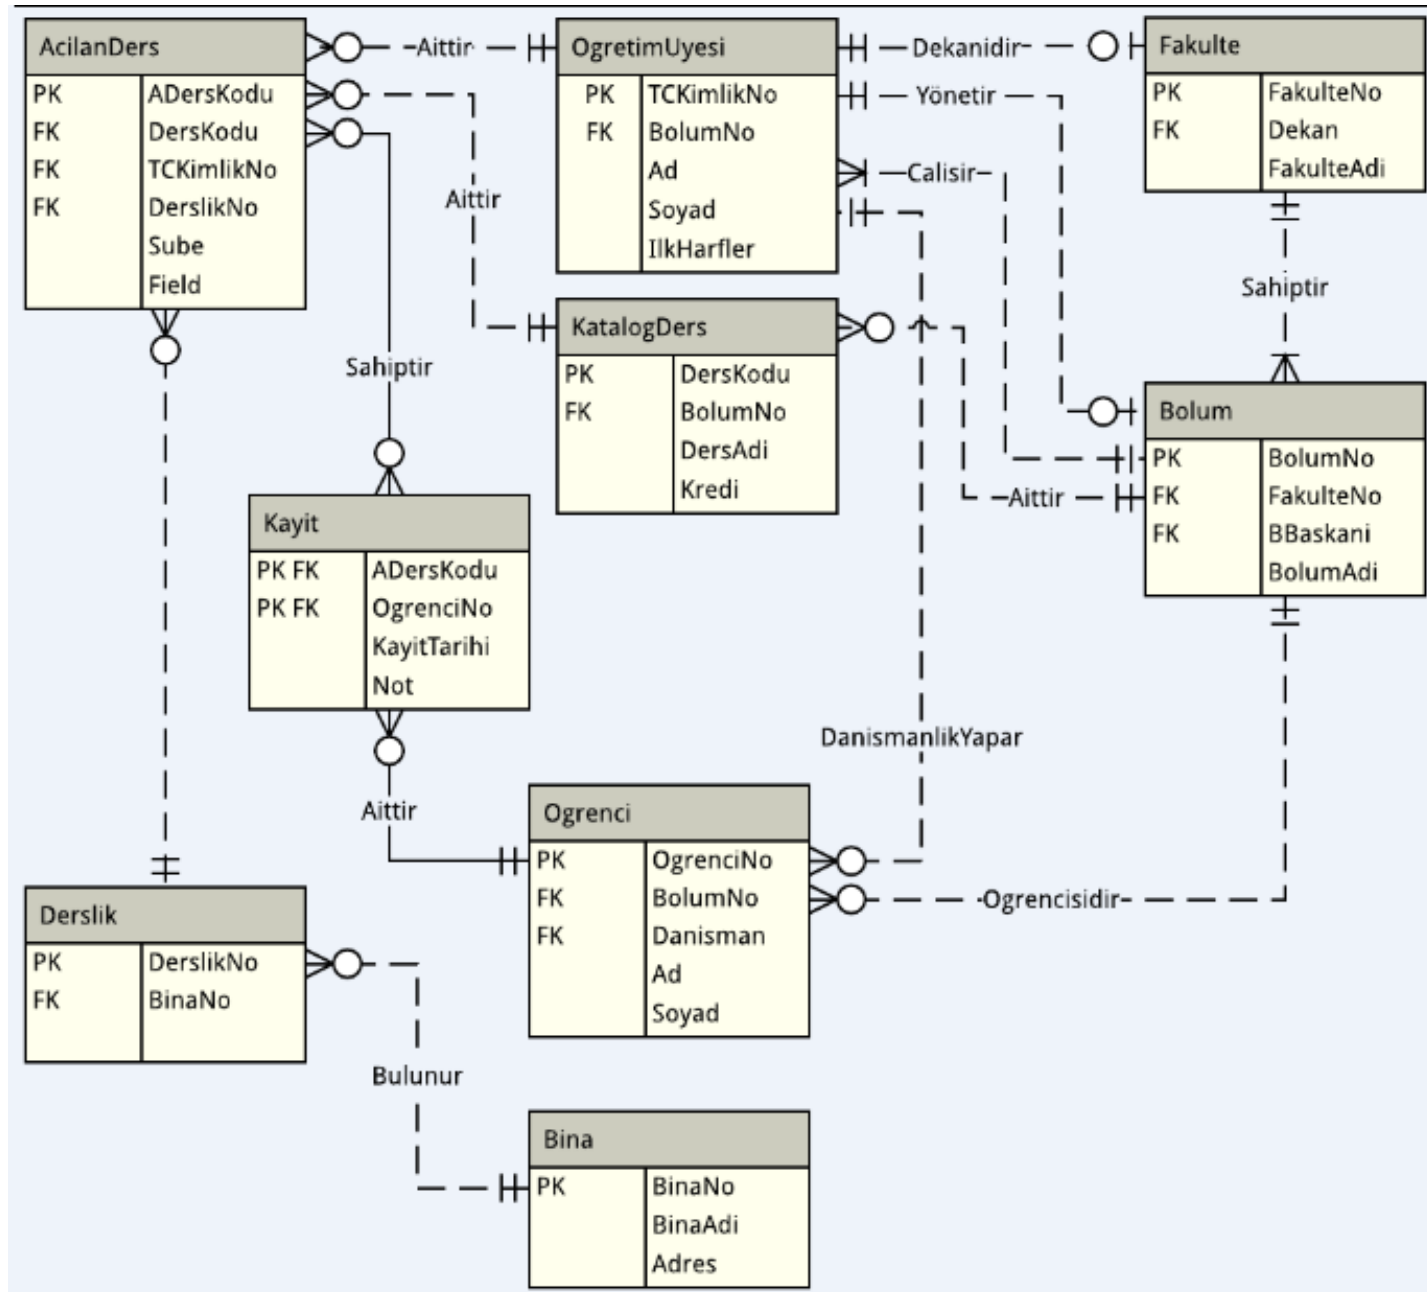 AcilanDers
PK ADersKodu
FK DersKodu
FK TCKimlikNo
FK DerslikNo
Sube
Field
Aittir
OgretimUyesi
PK TCKimlikNo
FK BolumNo
Ad
Soyad
IlkHarfler
Dekanidir
Yönetir
Calisir
Fakulte
PK FakulteNo
FK Dekan
FakulteAdi
Aittir
Sahiptir
Sahiptir
KatalogDers
PK DersKodu
FK BolumNo
DersAdi
Kredi
Aittir
Bolum
PK BolumNo
FK FakulteNo
FK BBaskani
BolumAdi
Kayit
PK FK ADersKodu
PK FK OgrenciNo
KayitTarihi
Not
DanismanlikYapar
Aittir
Ogrenci
PK OgrenciNo
FK BolumNo
FK Danisman
Ad
Soyad
Ogrencisidir
Derslik
PK DerslikNo
FK BinaNo
Bulunur
Bina
PK BinaNo
BinaAdi
Adres